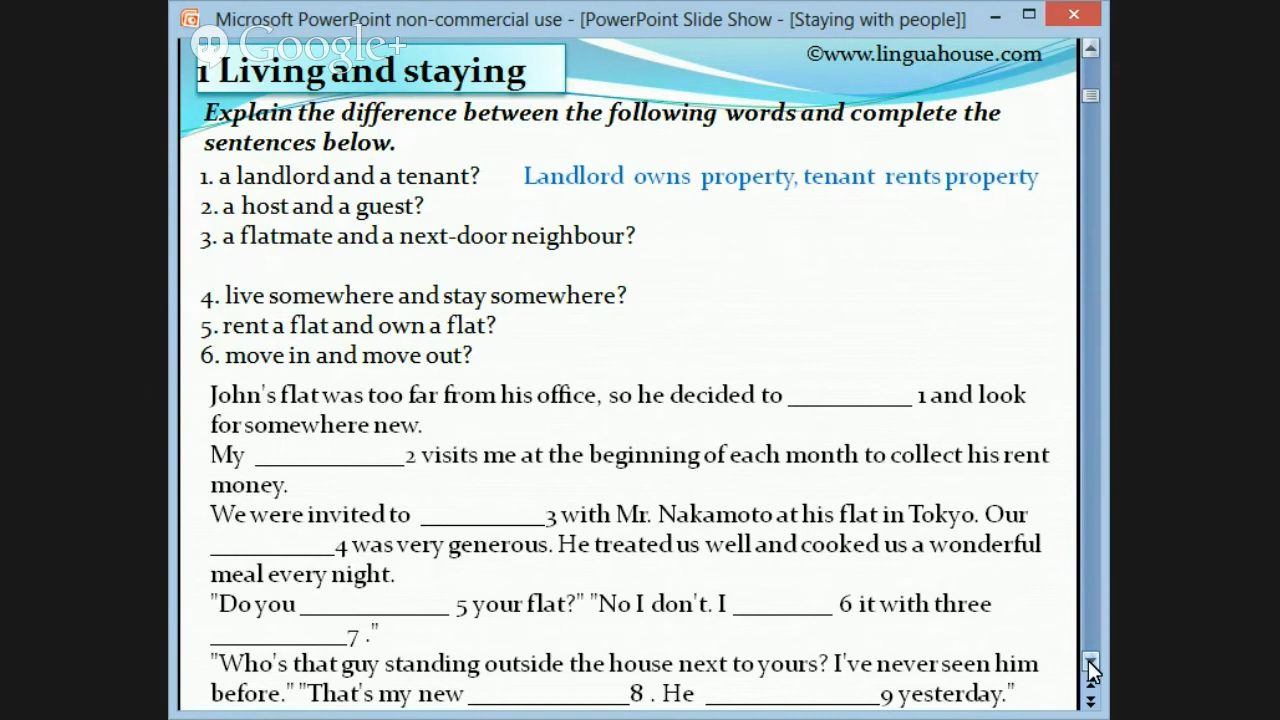 Microsoft PowerPoint non-commercial use - [PowerPoint Slide Show - [Staying with people]]
Google+
©www.linguahouse.com
1 Living and staying
Explain the difference between the following words and complete the
sentences below.
1. a landlord and a tenant? Landlord owns property, tenant rents property
2. a host and a guest?
3. a flatmate and a next-door neighbour?
4. live somewhere and stay somewhere?
5. rent a flat and own a flat?
6. move in and move out?
John's flat was too far from his office, so he decided to __________ 1 and look
for somewhere new.
My ____________2 visits me at the beginning of each month to collect his rent
money.
We were invited to __________3 with Mr. Nakamoto at his flat in Tokyo. Our
__________4 was very generous. He treated us well and cooked us a wonderful
meal every night.
"Do you ____________ 5 your flat?" "No I don't. I ________ 6 it with three
___________7 ."
"Who's that guy standing outside the house next to yours? I've never seen him
before." "That's my new _____________8 . He ______________9 yesterday."